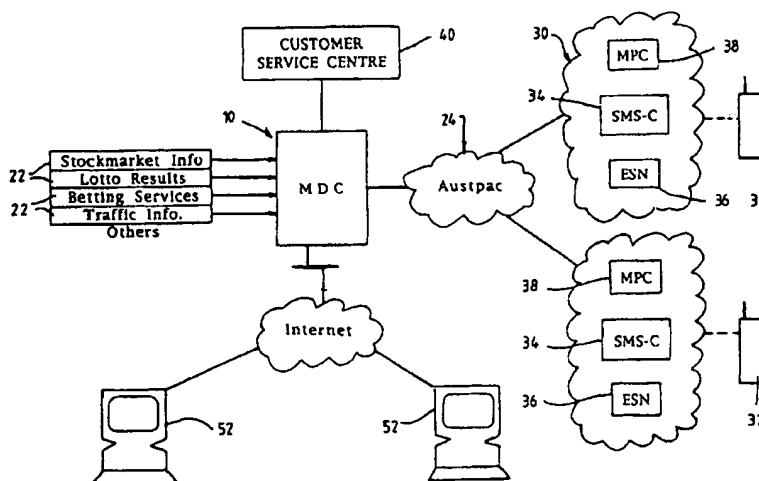 CUSTOMER
SERVICE CENTRE
40
30
MPC
38
34
SMS-C
10
24
22
Stockmarket Info
Lotto Results
22
Betting Services
Traffic Info.
Others
MDC
Austpac
ESN
36
38
MPC
Internet
34
SMS-C
36
ESN
52
52